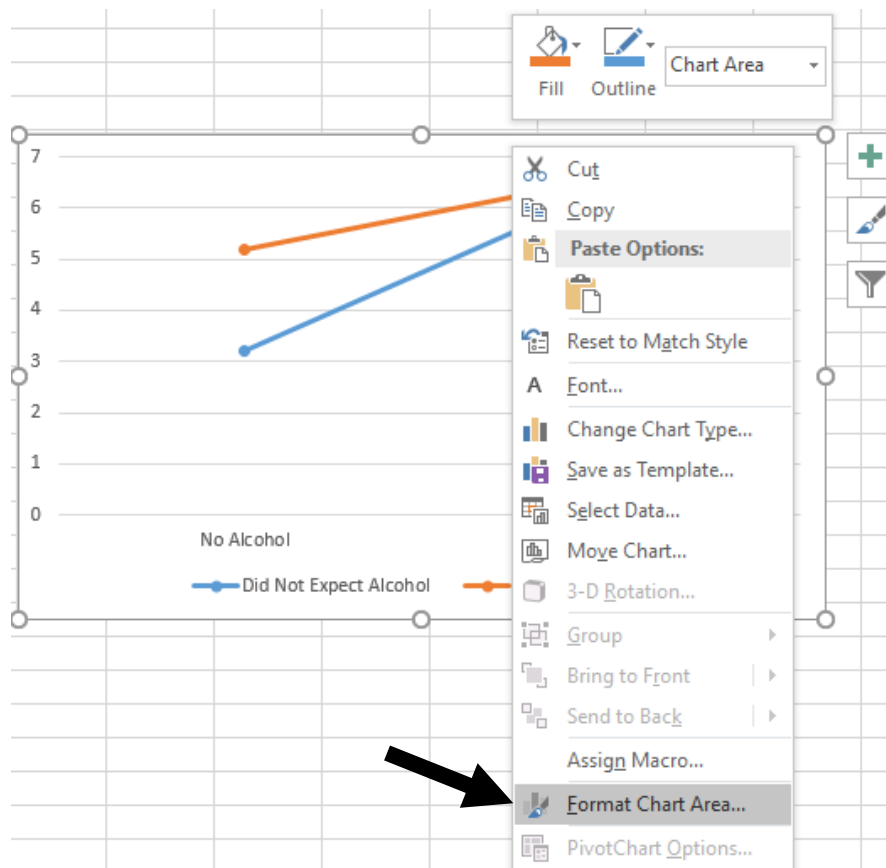 Chart Area
Fill Outline
7
6
5
4
3
2
1
0
No Alcohol
Did Not Expect Alcohol
Cut
Copy
Paste Options:
Reset to Match Style
A Font...
Change Chart Type...
Save as Template...
Select Data...
Move Chart...
3-D Rotation...
Group
Bring to Front
Send to Back
Assign Macro...
Format Chart Area...
PivotChart Options...